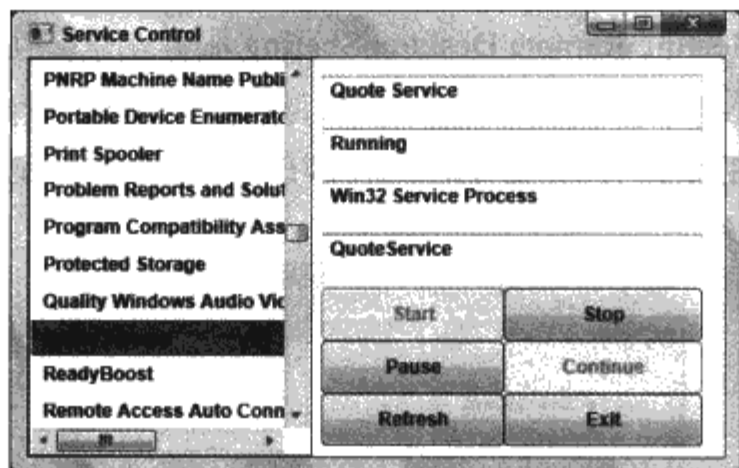 Service Control
PNRP Machine Name Publi
Portable Device Enumerato
Print Spooler
Problem Reports and Solut
Program Compatibility Ass
Protected Storage
Quality Windows Audio Vic
ReadyBoost
Remote Access Auto Conn
Quote Service
Running
Win32 Service Process
QuoteService
Start
Stop
Pause
Continue
Refresh
Exit